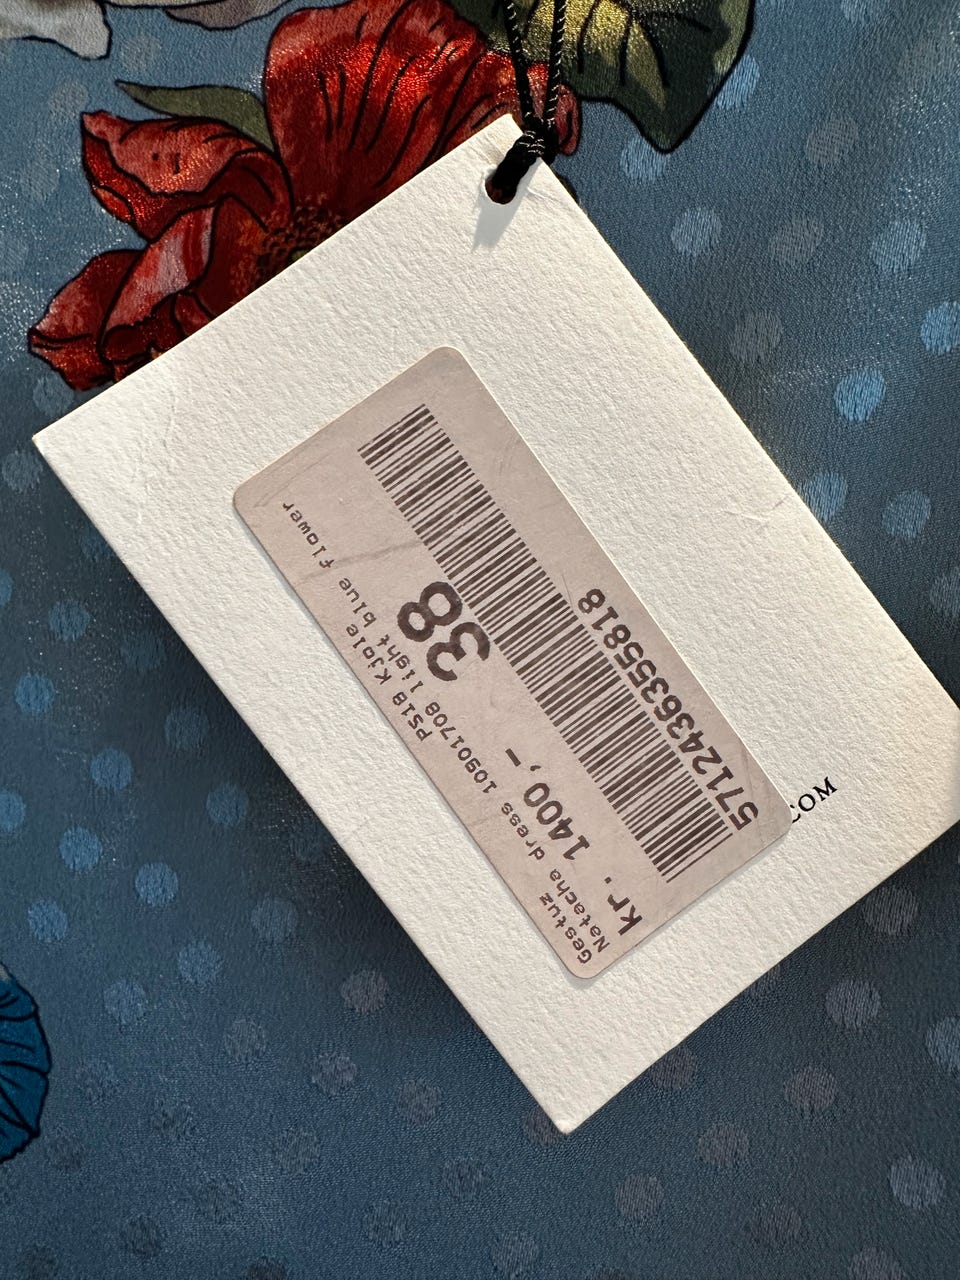 Gestuz PS18 Kjole
Natacha dress 10901708 light blue flower
kr. 1400,- 38
5712436355818
.COM